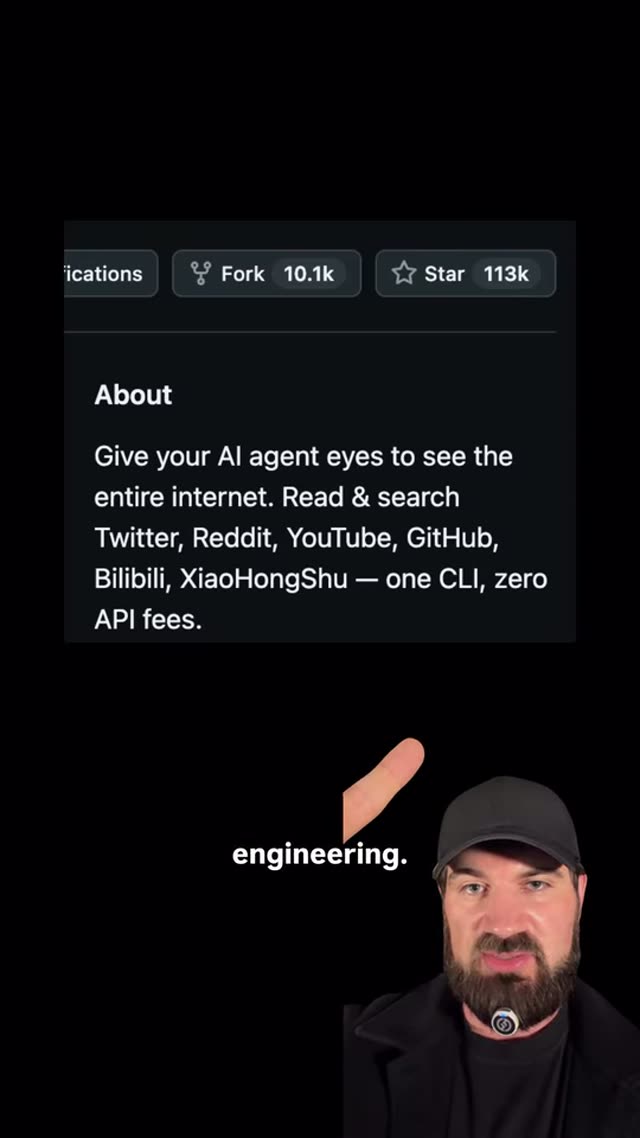 fications
Fork 10.1k
Star 113k
About
Give your AI agent eyes to see the
entire internet. Read & search
Twitter, Reddit, YouTube, GitHub,
Bilibili, XiaoHongShu — one CLI, zero
API fees.
engineering.